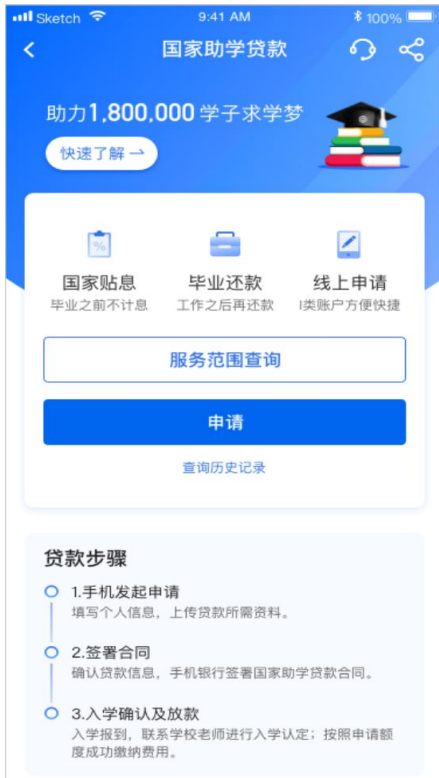 Sketch 9:41 AM 100%
国家助学贷款
助力1,800,000 学子求学梦
快速了解
%
国家贴息 毕业还款 线上申请
毕业之前不计息 工作之后再还款 I类账户方便快捷
服务范围查询
申请
查询历史记录
贷款步骤
1.手机发起申请
填写个人信息，上传贷款所需资料。
2.签署合同
确认贷款信息，手机银行签署国家助学贷款合同。
3.入学确认及放款
入学报到，联系学校老师进行入学认定；按照申请额
度成功缴纳费用。